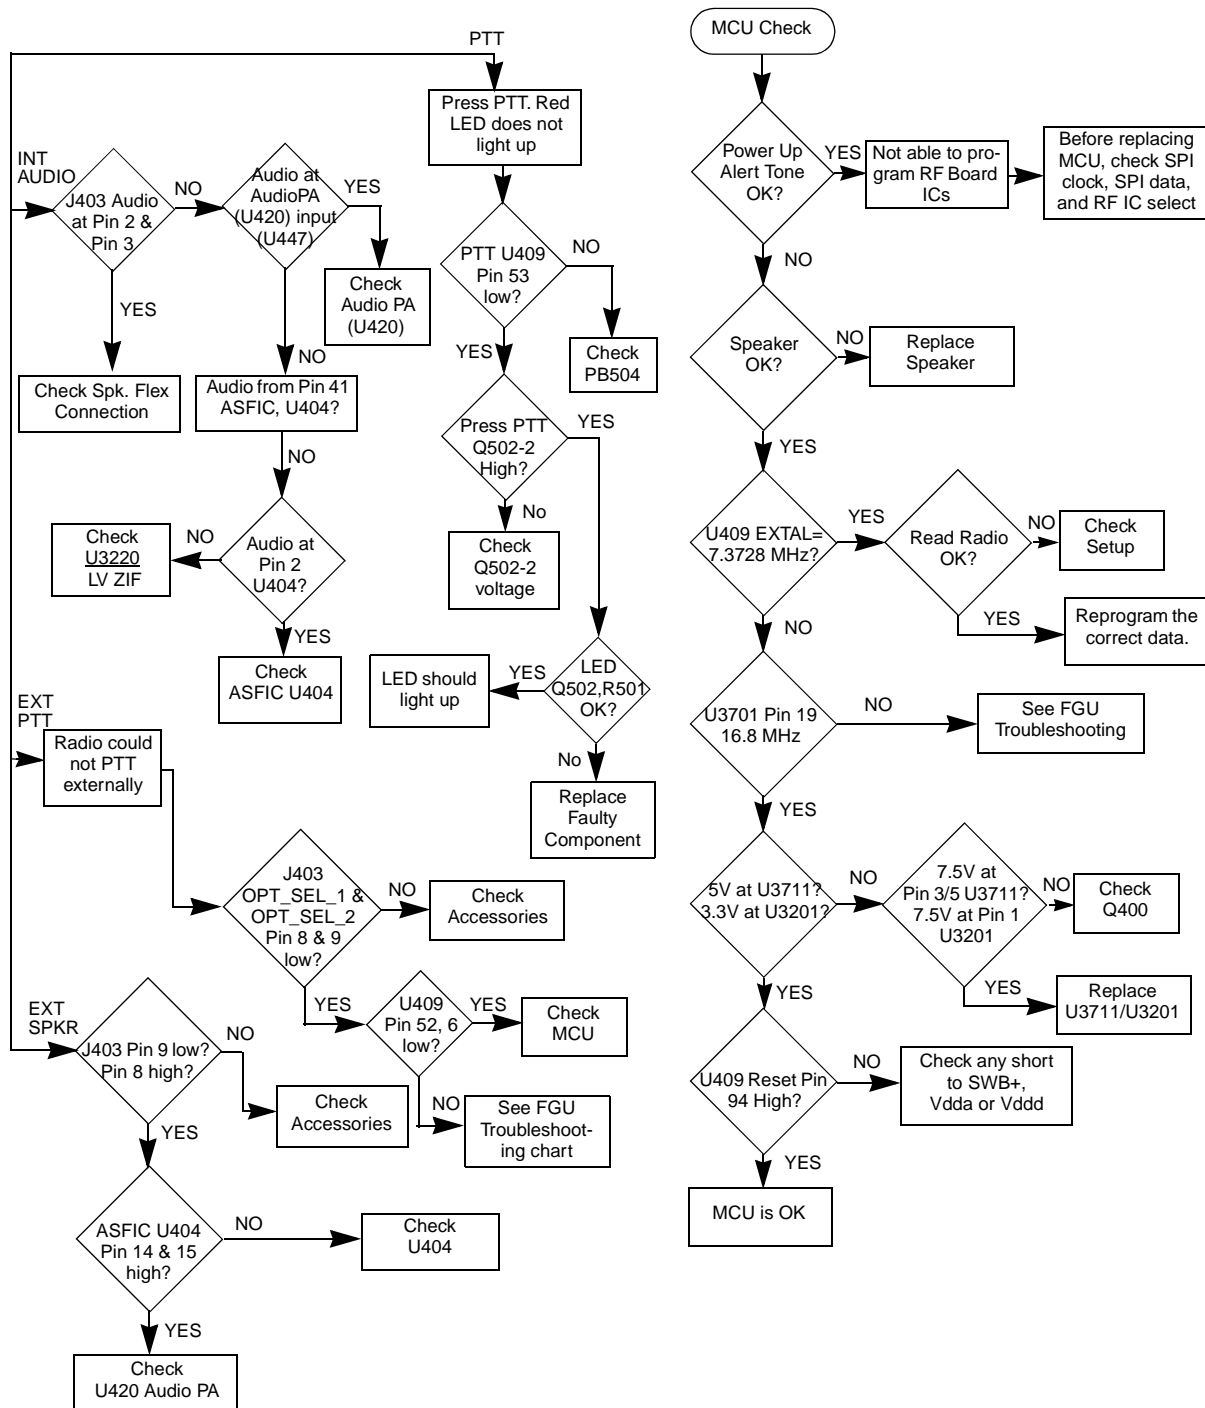 PTT
Press PTT. Red
LED does not
light up
INT
AUDIO
J403 Audio
at Pin 2 &
Pin 3
NO
Audio at
AudioPA
(U420) input
(U447)
YES
Check
Audio PA
(U420)
YES
Check Spk. Flex
Connection
NO
Audio from Pin 41
ASFIC, U404?
NO
Audio at
Pin 2
U404?
NO
Check
U3220
LV ZIF
YES
Check
ASFIC U404
PTT U409
Pin 53
low?
NO
Check
PB504
YES
Press PTT
Q502-2
High?
YES
No
Check
Q502-2
voltage
LED
Q502,R501
OK?
YES
LED should
light up
No
Replace
Faulty
Component
EXT
PTT
Radio could
not PTT
externally
J403
OPT_SEL_1 &
OPT_SEL_2
Pin 8 & 9
low?
NO
Check
Accessories
YES
U409
Pin 52, 6
low?
YES
Check
MCU
NO
See FGU
Troubleshoot-
ing chart
EXT
SPKR
J403 Pin 9 low?
Pin 8 high?
NO
Check
Accessories
YES
ASFIC U404
Pin 14 & 15
high?
NO
Check
U404
YES
Check
U420 Audio PA
MCU Check
Power Up
Alert Tone
OK?
YES
Not able to pro-
gram RF Board
ICs
Before replacing
MCU, check SPI
clock, SPI data,
and RF IC select
NO
Speaker
OK?
NO
Replace
Speaker
YES
U409 EXTAL=
7.3728 MHz?
YES
Read Radio
OK?
NO
Check
Setup
YES
Reprogram the
correct data.
NO
U3701 Pin 19
16.8 MHz
NO
See FGU
Troubleshooting
YES
5V at U3711?
3.3V at U3201?
NO
7.5V at
Pin 3/5 U3711?
7.5V at Pin 1
U3201
NO
Check
Q400
YES
Replace
U3711/U3201
YES
U409 Reset Pin
94 High?
NO
Check any short
to SWB+,
Vdda or Vddd
YES
MCU is OK